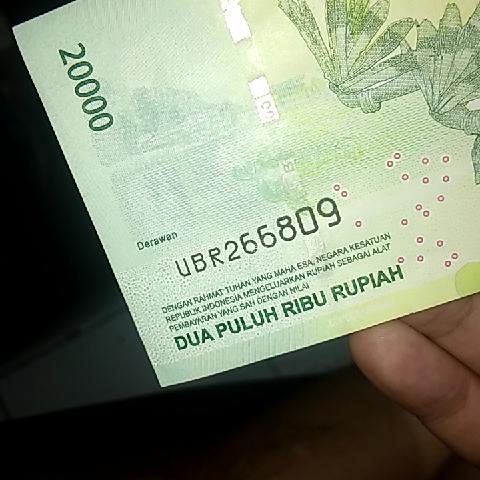 20000
Derawan
UBR266809
DENGAN RAHMAT TUHAN YANG MAHA ESA, NEGARA KESATUAN
REPUBLIK INDONESIA MENGELUARKAN RUPIAH SEBAGAI ALAT
PEMBAYARAN YANG SAH DENGAN NILAI
DUA PULUH RIBU RUPIAH